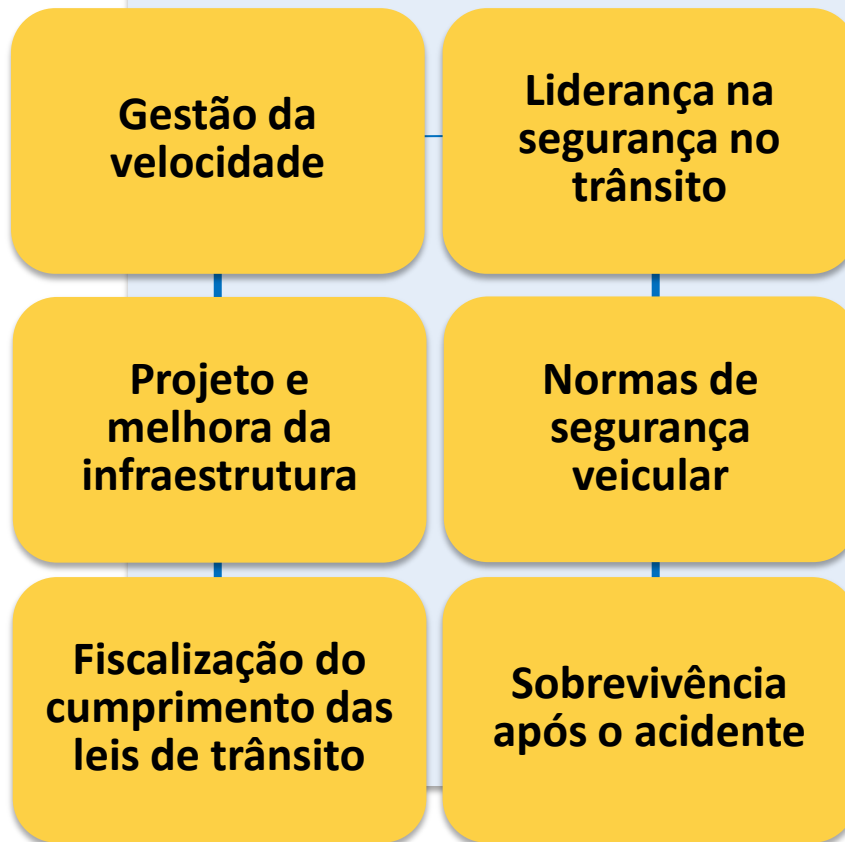 Gestão da
velocidade
Liderança na
segurança no
trânsito
Projeto e
melhora da
infraestrutura
Normas de
segurança
veicular
Fiscalização do
cumprimento das
leis de trânsito
Sobrevivência
após o acidente